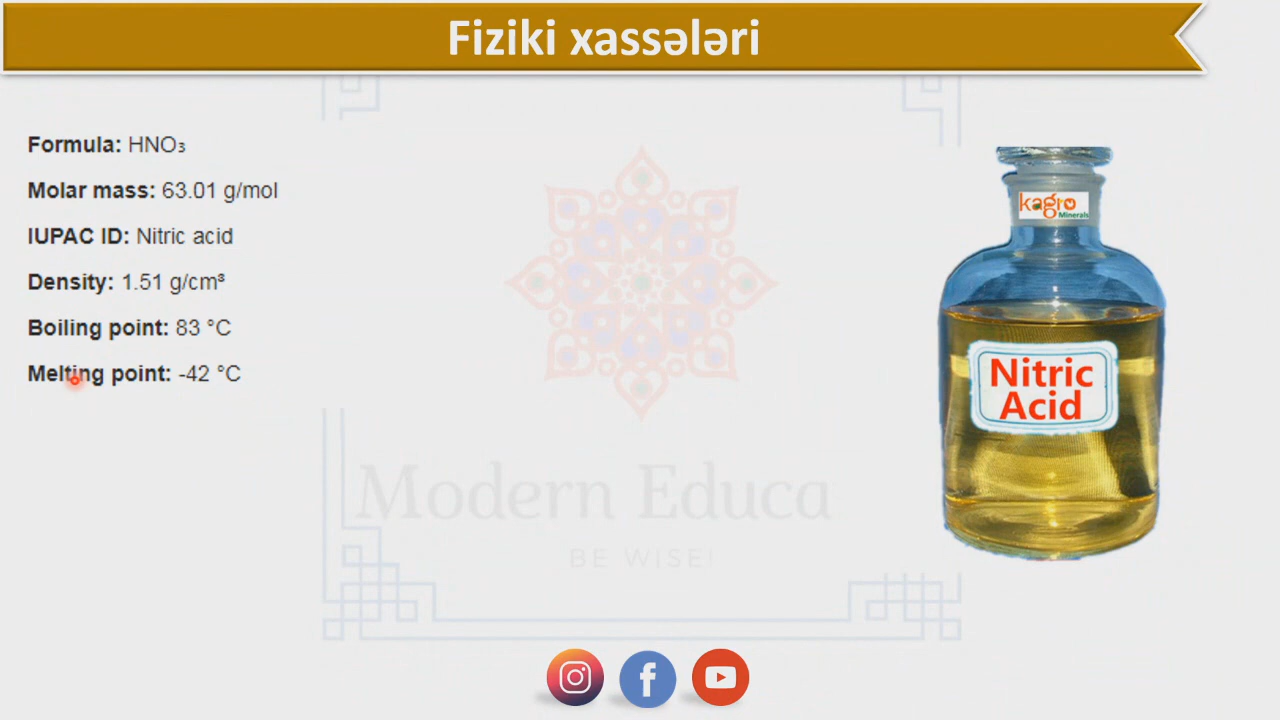 Fiziki xassələri
Formula: HNO₃
Molar mass: 63.01 g/mol
IUPAC ID: Nitric acid
Density: 1.51 g/cm³
Boiling point: 83 °C
Melting point: -42 °C
kagro
Minerals
Nitric
Acid
Modern Educa
BE WISE!